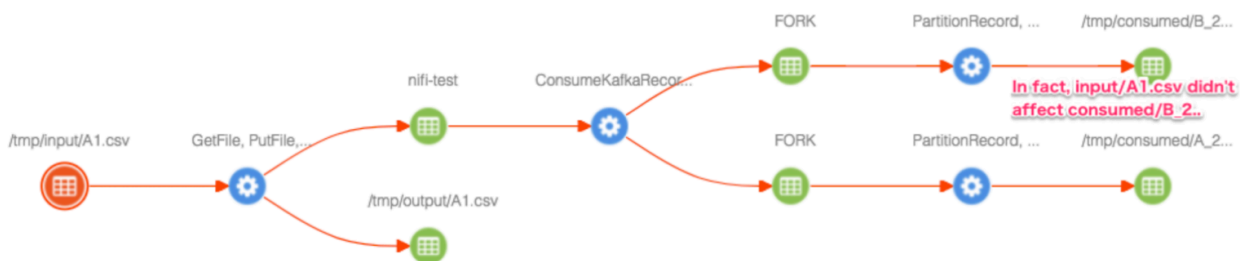 FORK
PartitionRecord, ...
/tmp/consumed/B_2...
nifi-test
ConsumeKafkaRecor...
In fact, input/A1.csv didn't
affect consumed/B_2..
/tmp/input/A1.csv
GetFile, PutFile,...
FORK
PartitionRecord, ...
/tmp/consumed/A_2...
/tmp/output/A1.csv